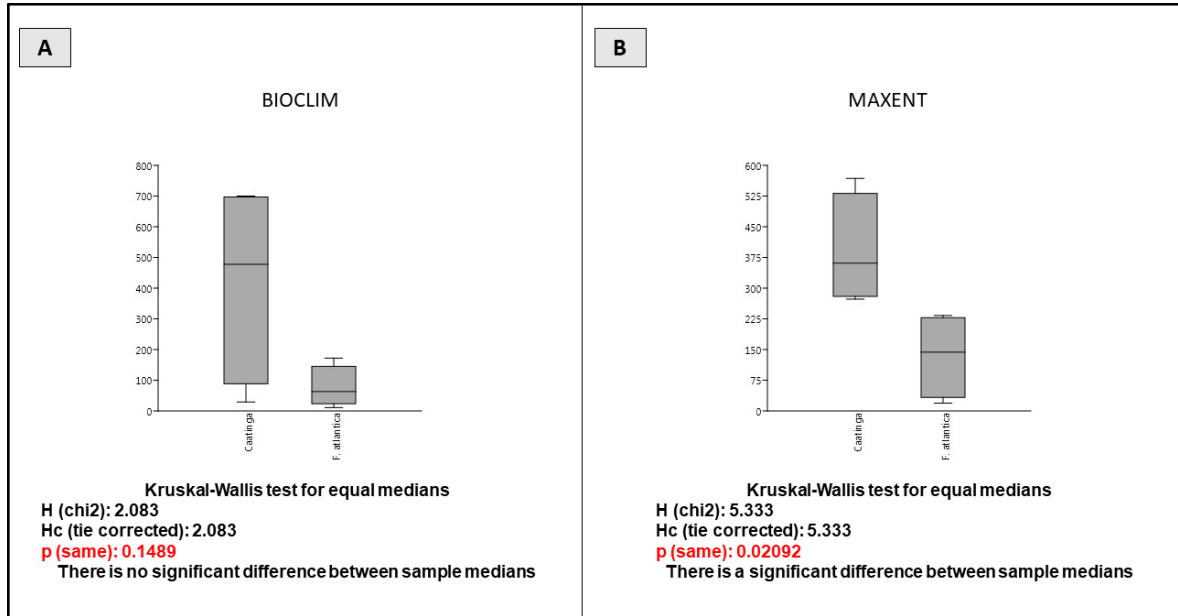 A
BIOCLIM
800
700
600
500
400
300
200
100
0
Caatinga
F. atlantica
Kruskal-Wallis test for equal medians
H (chi2): 2.083
Hc (tie corrected): 2.083
p (same): 0.1489
There is no significant difference between sample medians
B
MAXENT
600
525
450
375
300
225
150
75
0
Caatinga
F. atlantica
Kruskal-Wallis test for equal medians
H (chi2): 5.333
Hc (tie corrected): 5.333
p (same): 0.02092
There is a significant difference between sample medians